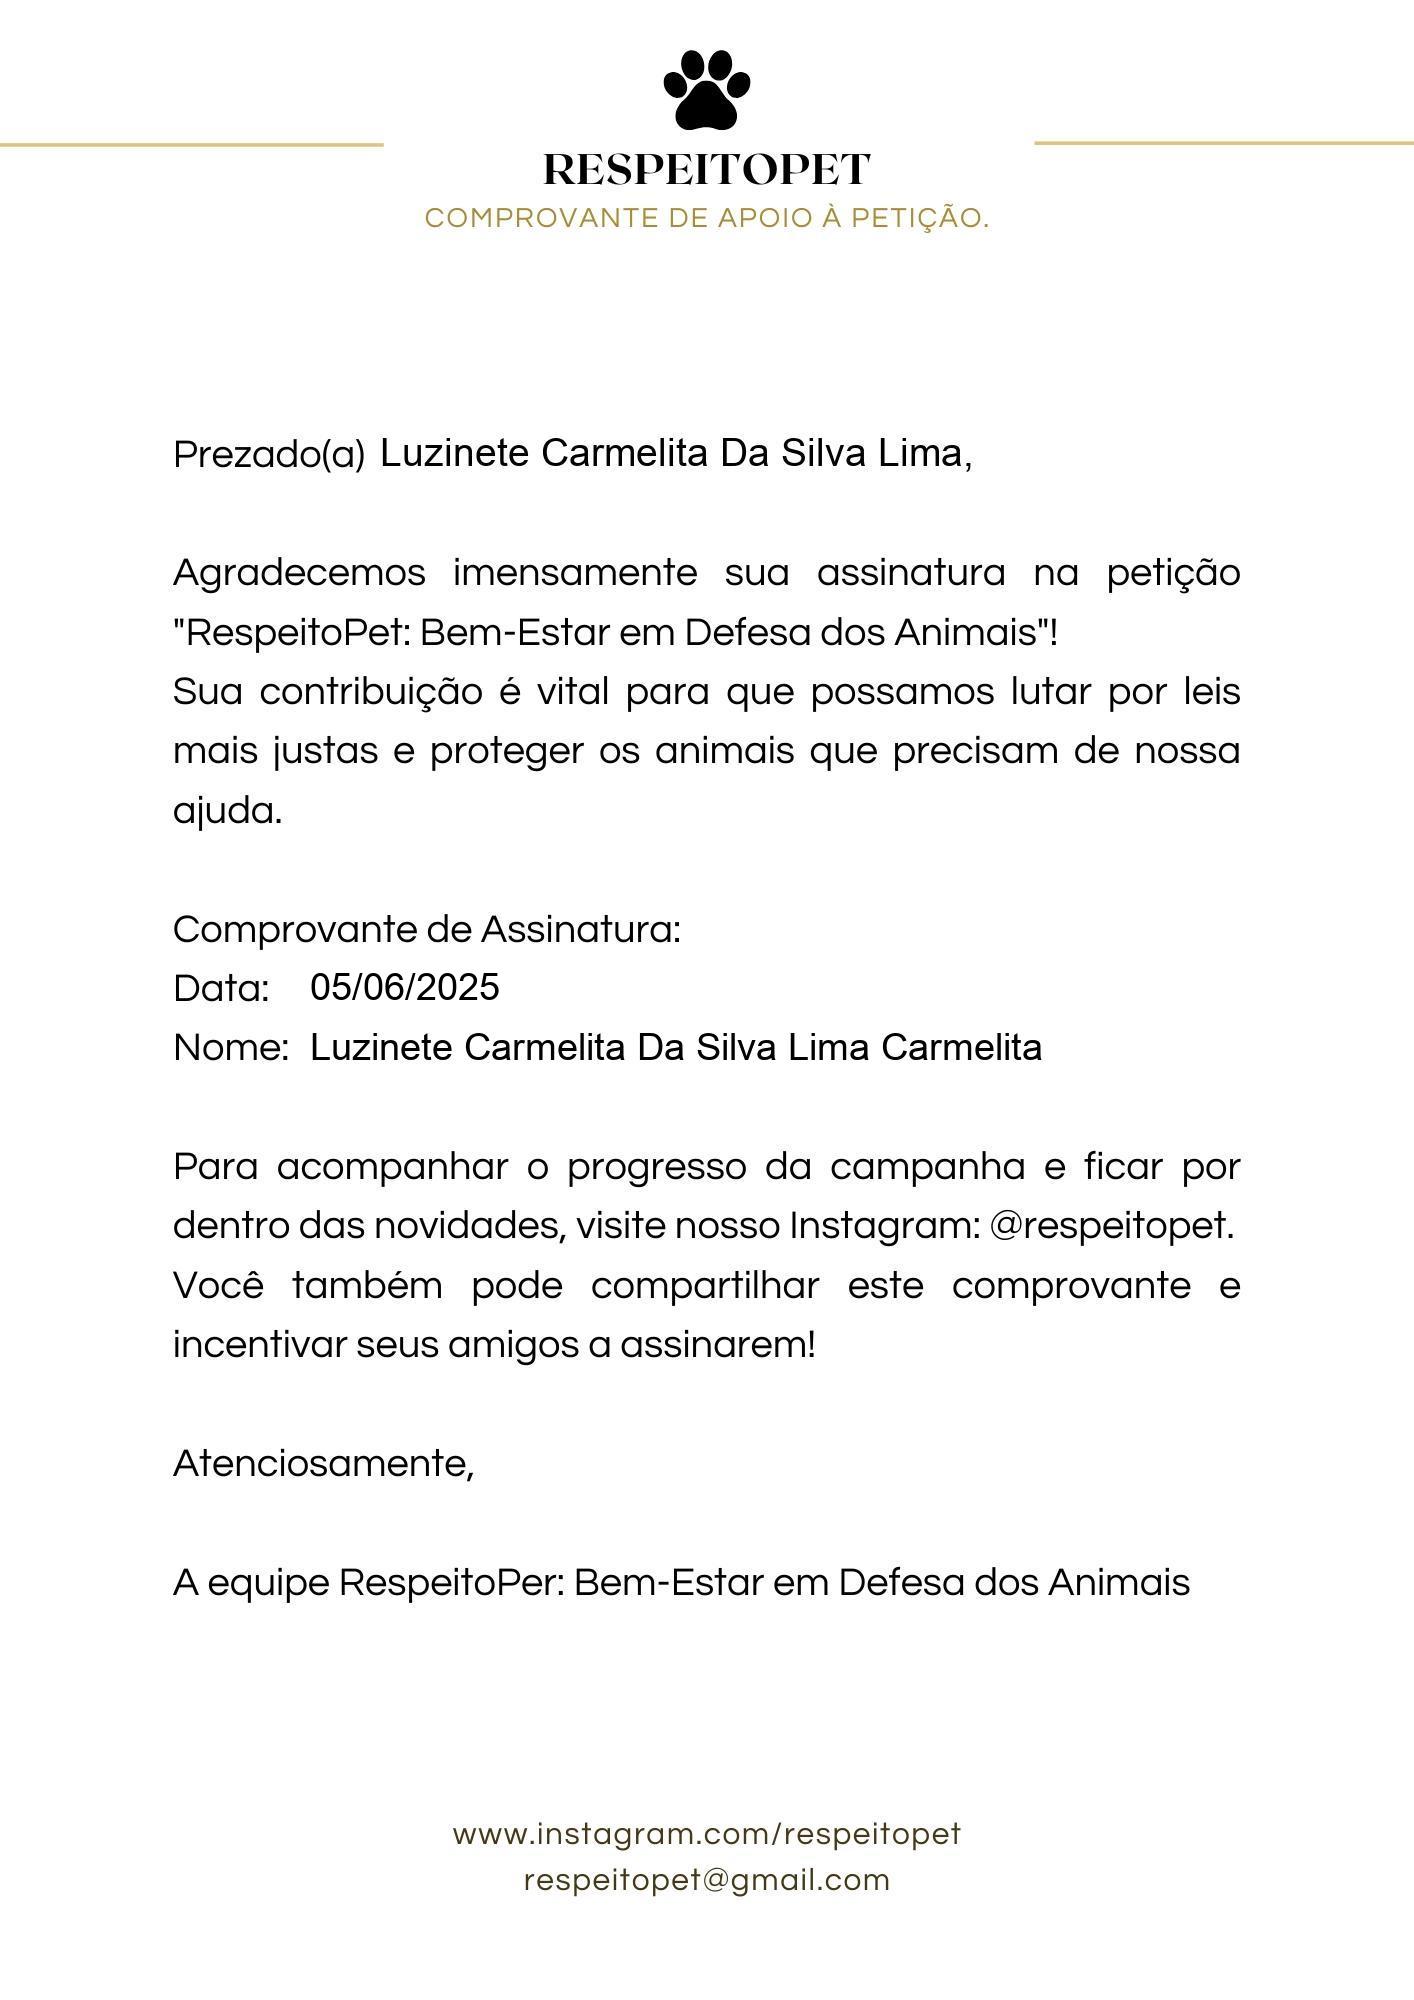 RESPEITOPET
COMPROVANTE DE APOIO À PETIÇÃO.
Prezado(a) Luzinete Carmelita Da Silva Lima,
Agradecemos imensamente sua assinatura na petição
"RespeitoPet: Bem-Estar em Defesa dos Animais"!
Sua contribuição é vital para que possamos lutar por leis
mais justas e proteger os animais que precisam de nossa
ajuda.
Comprovante de Assinatura:
Data: 05/06/2025
Nome: Luzinete Carmelita Da Silva Lima Carmelita
Para acompanhar o progresso da campanha e ficar por
dentro das novidades, visite nosso Instagram: @respeitopet.
Você também pode compartilhar este comprovante e
incentivar seus amigos a assinarem!
Atenciosamente,
A equipe RespeitoPer: Bem-Estar em Defesa dos Animais
www.instagram.com/respeitopet
respeitopet@gmail.com